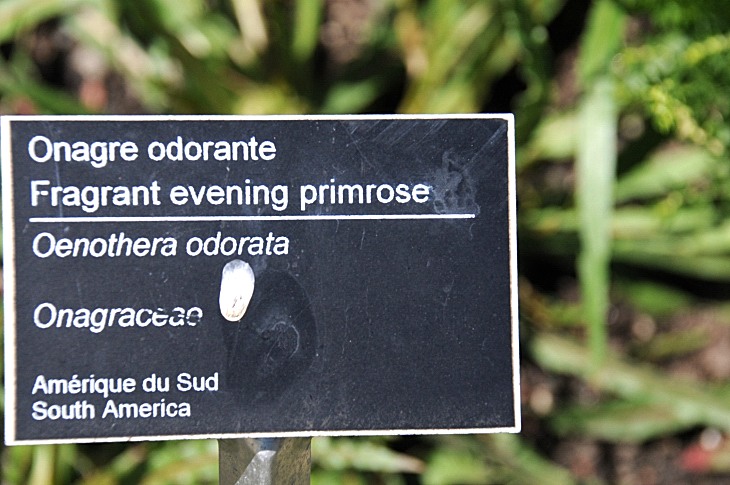 Onagre odorante
Fragrant evening primrose
Oenothera odorata
Onagraceae
Amérique du Sud
South America